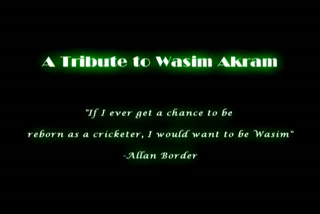 A Tribute to Wasim Akram
"If I ever get a chance to be
reborn as a cricketer, I would want to be Wasim"
-Allan Border